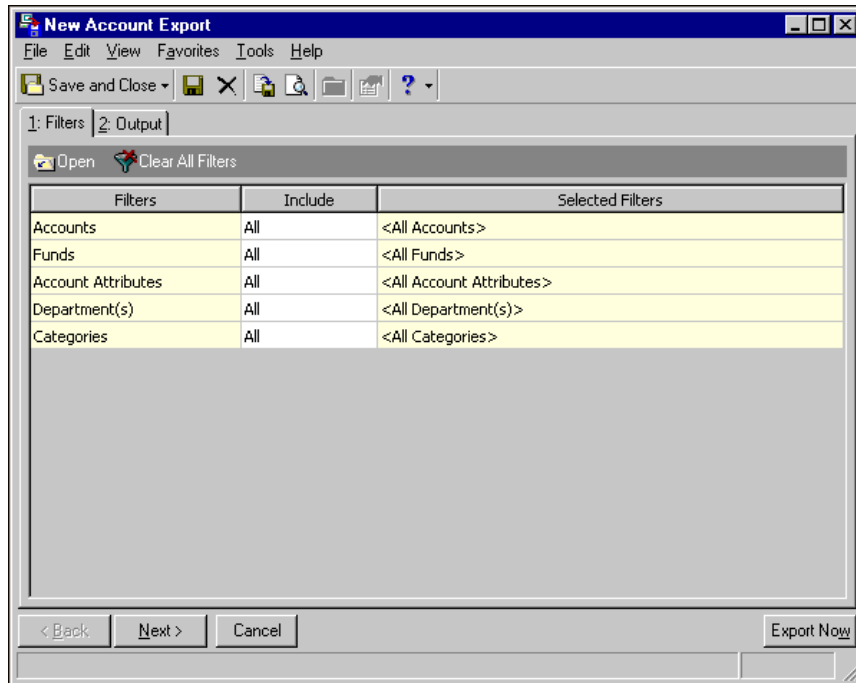 New Account Export
File Edit View Favorites Tools Help
Save and Close ?
1: Filters 2: Output
Open Clear All Filters
Filters Include Selected Filters
Accounts All <All Accounts>
Funds All <All Funds>
Account Attributes All <All Account Attributes>
Department(s) All <All Department(s)>
Categories All <All Categories>
< Back Next > Cancel Export Now